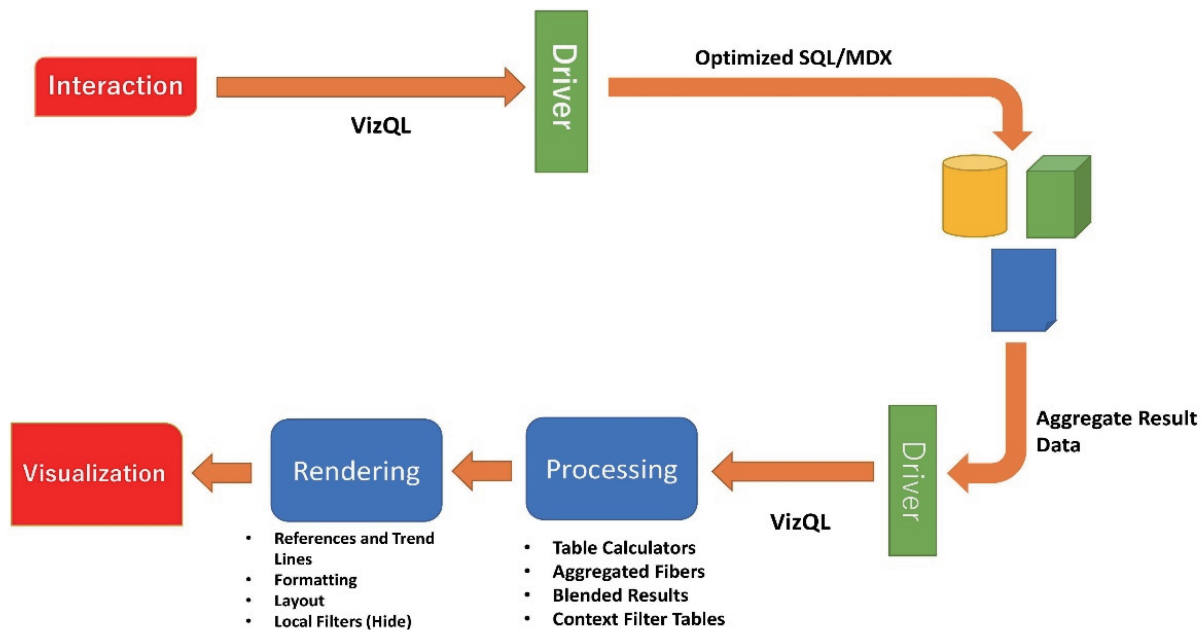 Interaction
VizQL
Driver
Optimized SQL/MDX
Aggregate Result
Data
Driver
VizQL
Processing
• Table Calculators
• Aggregated Fibers
• Blended Results
• Context Filter Tables
Rendering
• References and Trend
Lines
• Formatting
• Layout
• Local Filters (Hide)
Visualization